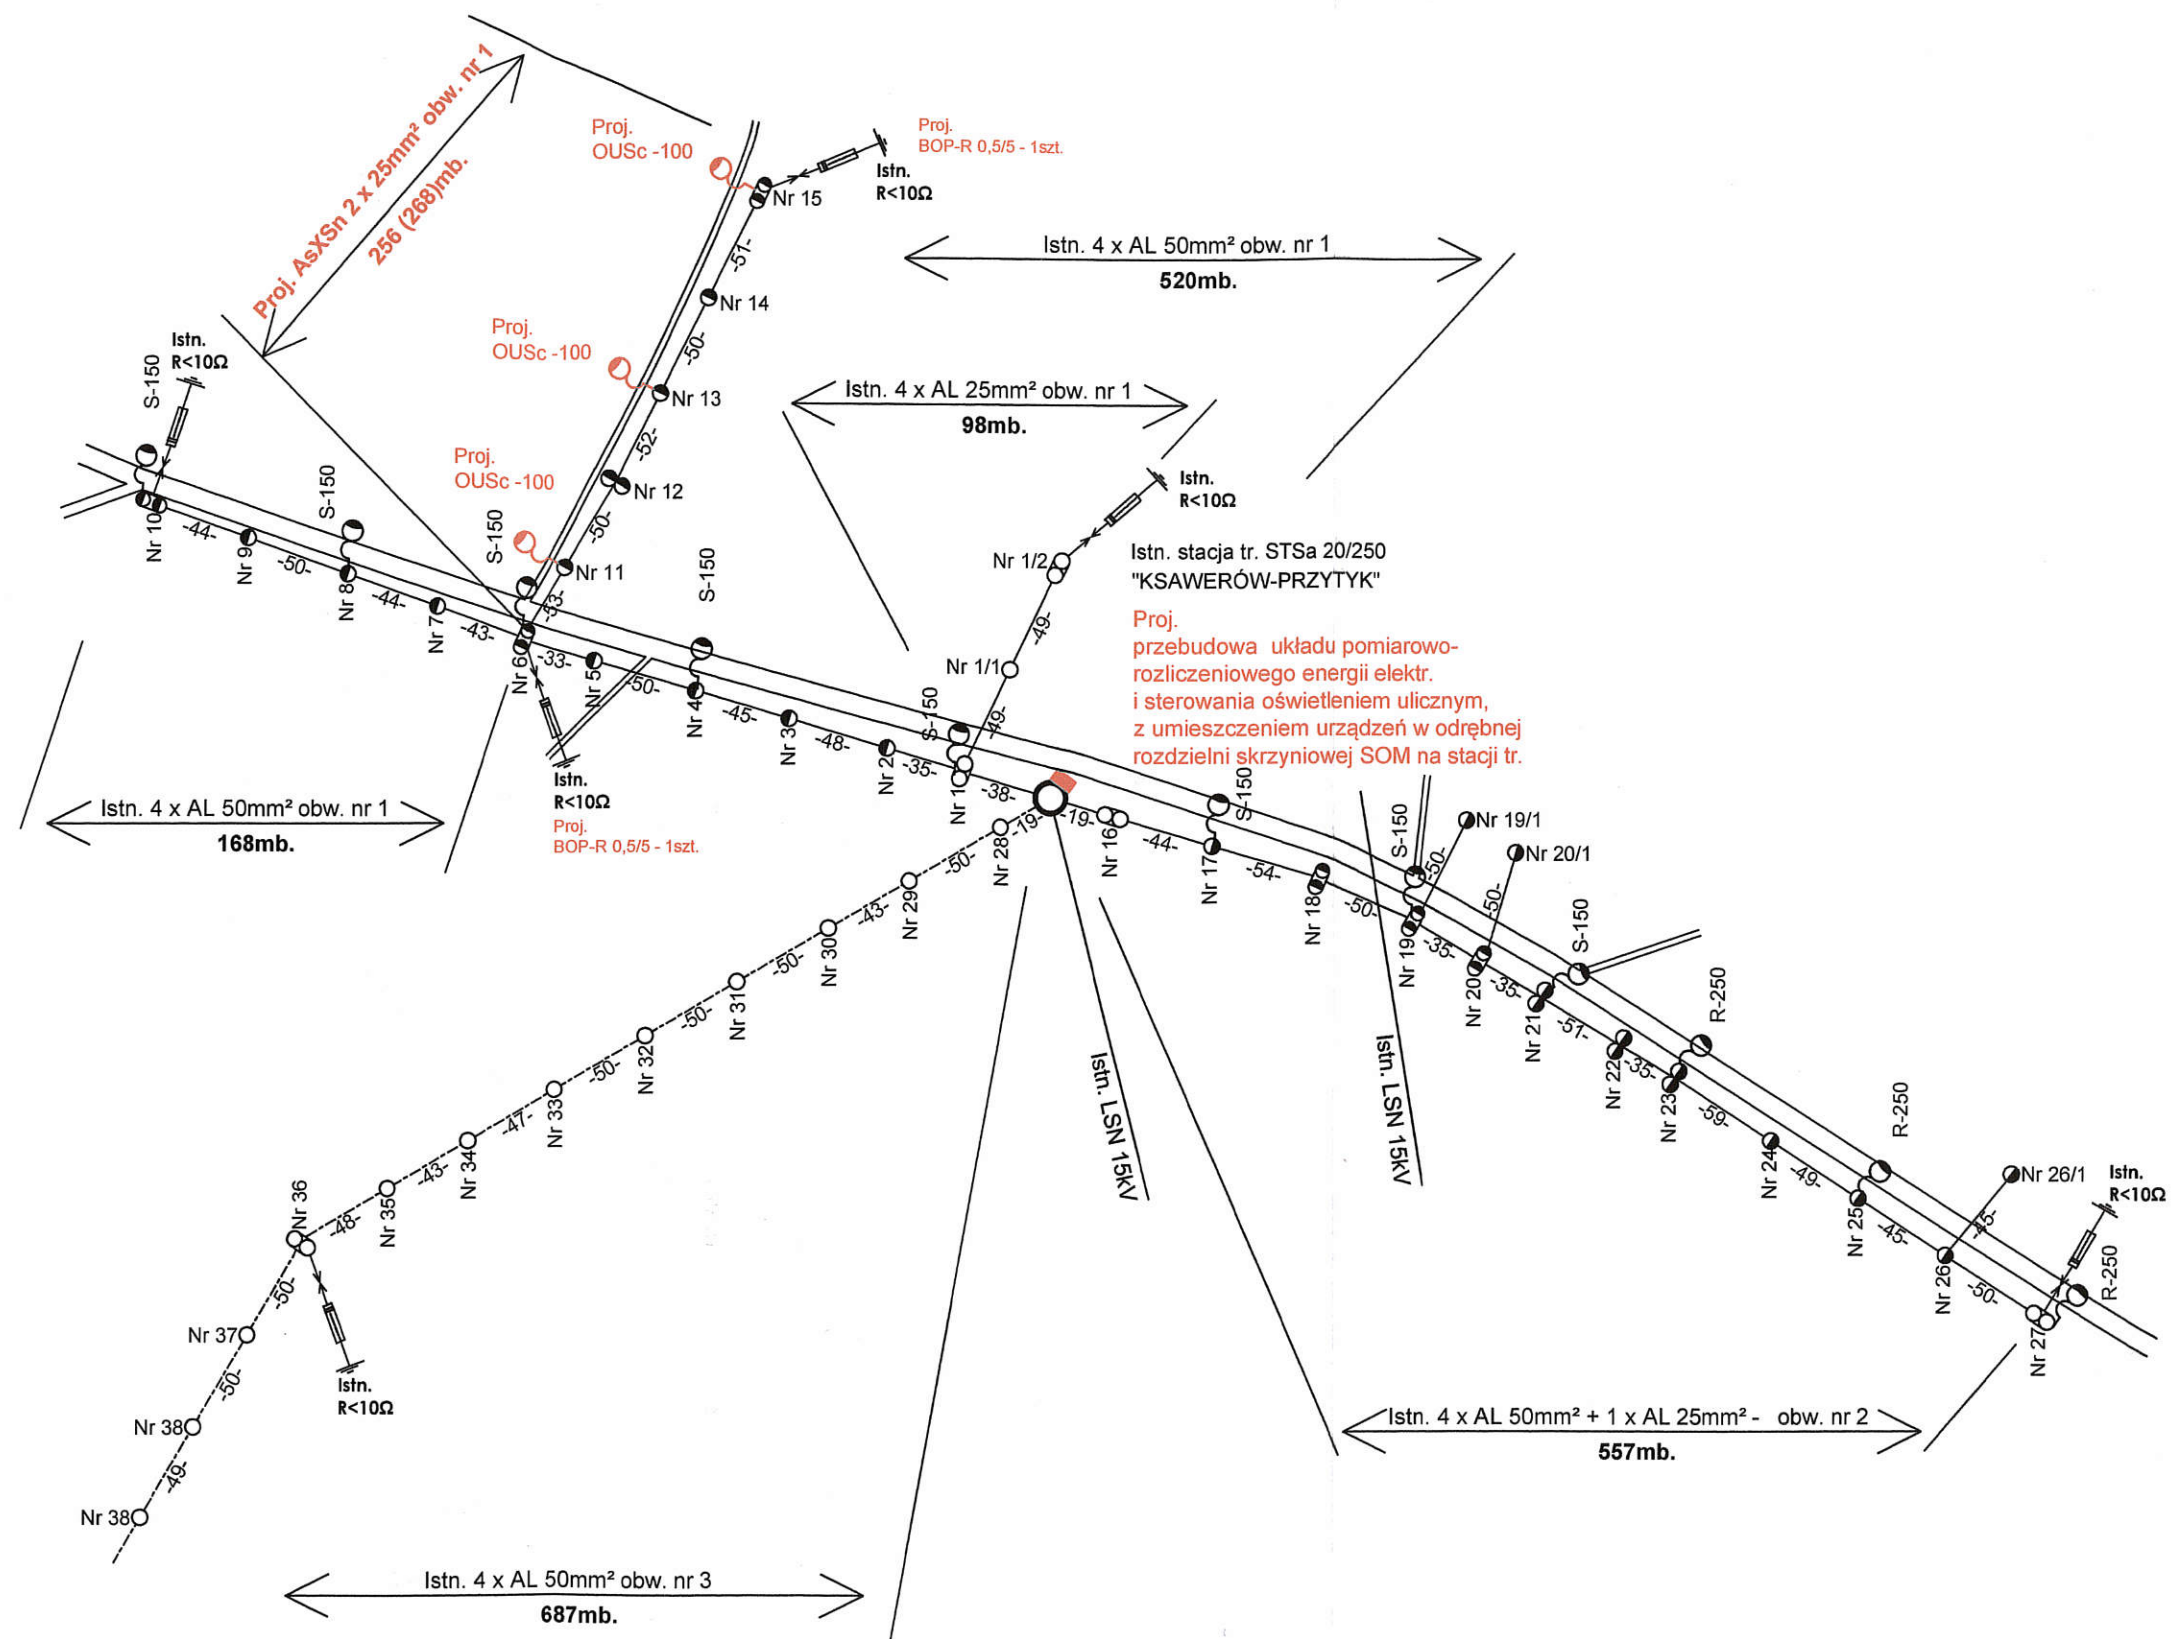 Proj. AsXSn 2 x 25mm² obw. nr 1
256 (268)mb.
Proj.
OUSc -100
Proj.
BOP-R 0,5/5 - 1szt.
Istn.
R<10Ω
Nr 15
-51-
Nr 14
-50-
Proj.
OUSc -100
Nr 13
-52-
Proj.
OUSc -100
Nr 12
-50-
Nr 11
-53-
Istn. 4 x AL 50mm² obw. nr 1
520mb.
Istn. 4 x AL 25mm² obw. nr 1
98mb.
Istn.
R<10Ω
S-150
Nr 10
-44-
Nr 9
-50-
S-150
Nr 8
-44-
Nr 7
-43-
S-150
Nr 6
-33-
Nr 5
-50-
S-150
Nr 4
-45-
Nr 3
-48-
Nr 2
-35-
S-150
Nr 1
-38-
Istn.
R<10Ω
Proj.
BOP-R 0,5/5 - 1szt.
Istn. 4 x AL 50mm² obw. nr 1
168mb.
Istn.
R<10Ω
Nr 1/2
-49-
Nr 1/1
-49-
Istn. stacja tr. STSa 20/250
"KSAWERÓW-PRZYTYK"
Proj.
przebudowa układu pomiarowo-
rozliczeniowego energii elektr.
i sterowania oświetleniem ulicznym,
z umieszczeniem urządzeń w odrębnej
rozdzielni skrzyniowej SOM na stacji tr.
-19-
Nr 16
-44-
S-150
Nr 17
-54-
Nr 18
-50-
S-150
Nr 19
-50-
Nr 19/1
-35-
Nr 20
-50-
Nr 20/1
-35-
S-150
Nr 21
-51-
Nr 22
-35-
R-250
Nr 23
-59-
Nr 24
-49-
R-250
Nr 25
-45-
Nr 26
-45-
Nr 26/1
-50-
Nr 27
R-250
Istn.
R<10Ω
Istn. LSN 15kV
Istn. LSN 15kV
-19-
Nr 28
-50-
Nr 29
-43-
Nr 30
-50-
Nr 31
-50-
Nr 32
-50-
Nr 33
-47-
Nr 34
-43-
Nr 35
-48-
Nr 36
-50-
Nr 37
-50-
Nr 38
-49-
Nr 38
Istn.
R<10Ω
Istn. 4 x AL 50mm² + 1 x AL 25mm² - obw. nr 2
557mb.
Istn. 4 x AL 50mm² obw. nr 3
687mb.